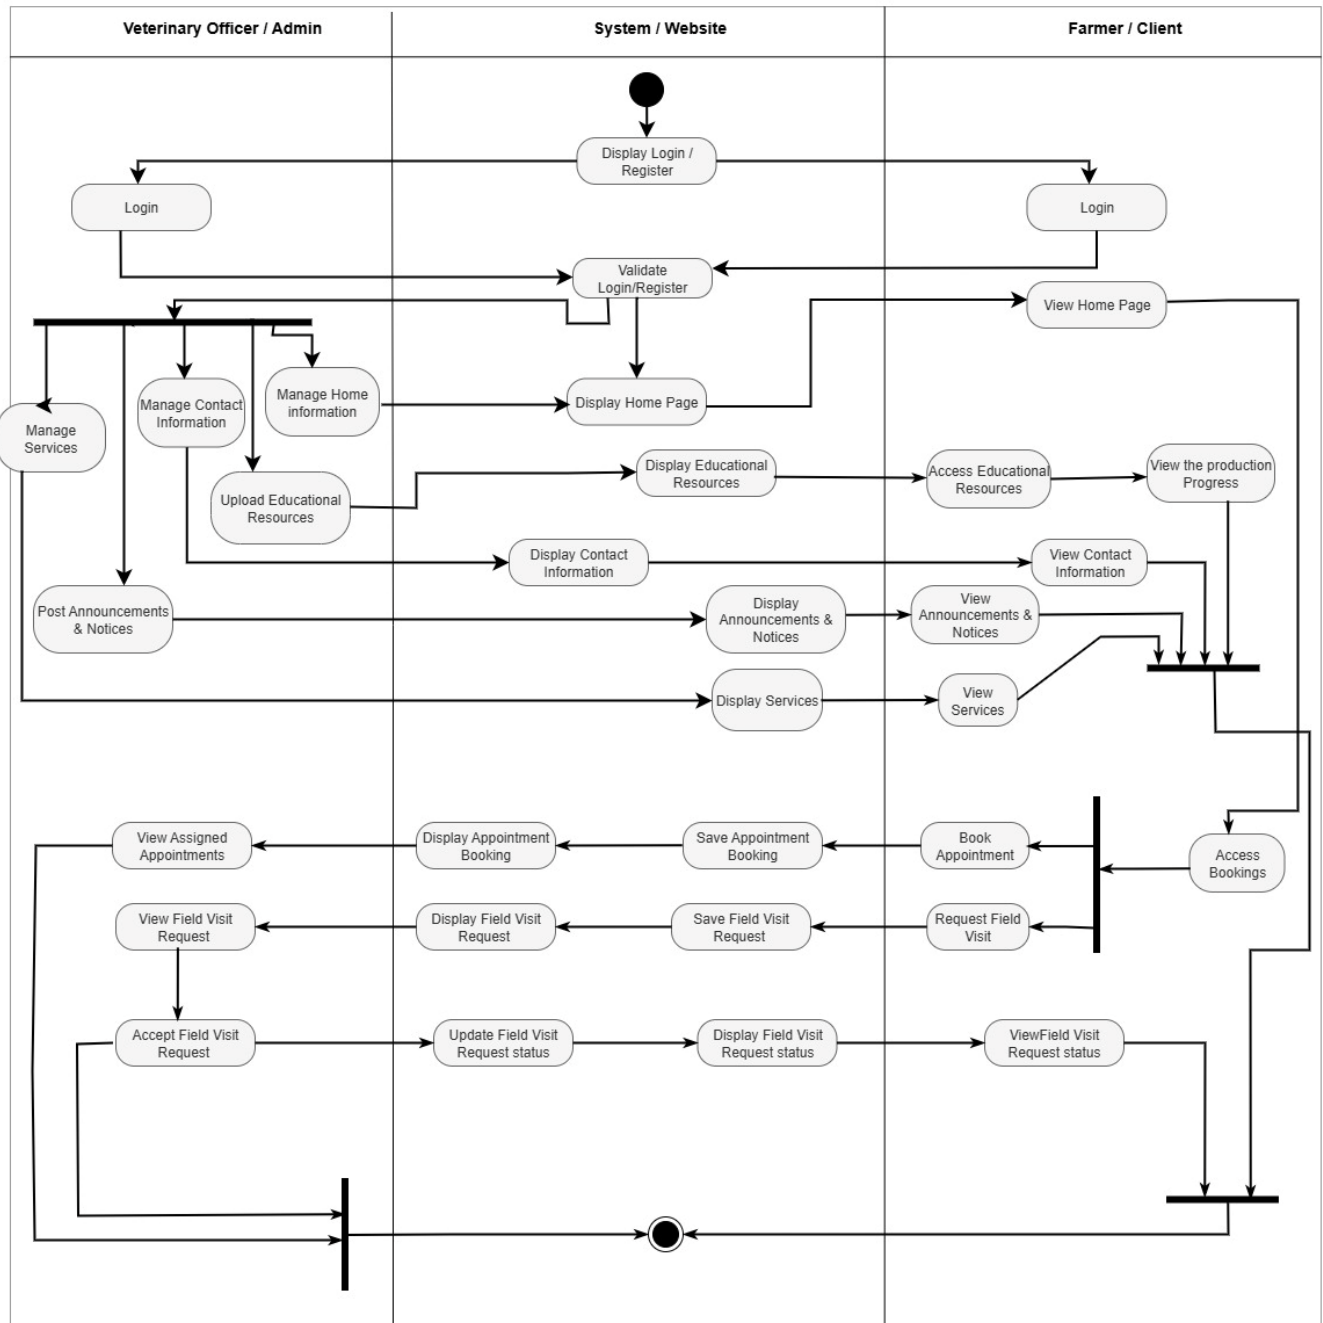 Veterinary Officer / Admin
System / Website
Farmer / Client
Display Login /
Register
Login
Login
Validate
Login/Register
View Home Page
Manage Home
information
Manage Contact
Information
Display Home Page
Manage
Services
Display Educational
Resources
Access Educational
Resources
View the production
Progress
Upload Educational
Resources
Display Contact
Information
View Contact
Information
Post Announcements
& Notices
Display
Announcements &
Notices
View
Announcements &
Notices
Display Services
View
Services
View Assigned
Appointments
Display Appointment
Booking
Save Appointment
Booking
Book
Appointment
Access
Bookings
View Field Visit
Request
Display Field Visit
Request
Save Field Visit
Request
Request Field
Visit
Accept Field Visit
Request
Update Field Visit
Request status
Display Field Visit
Request status
ViewField Visit
Request status